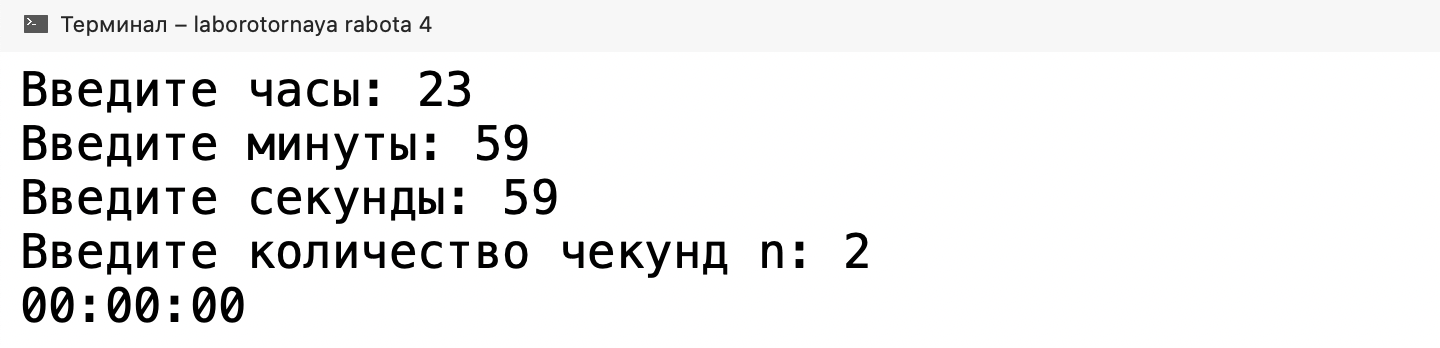 Терминал – laborotornaya rabota 4
Введите часы: 23
Введите минуты: 59
Введите секунды: 59
Введите количество чекунд n: 2
00:00:00